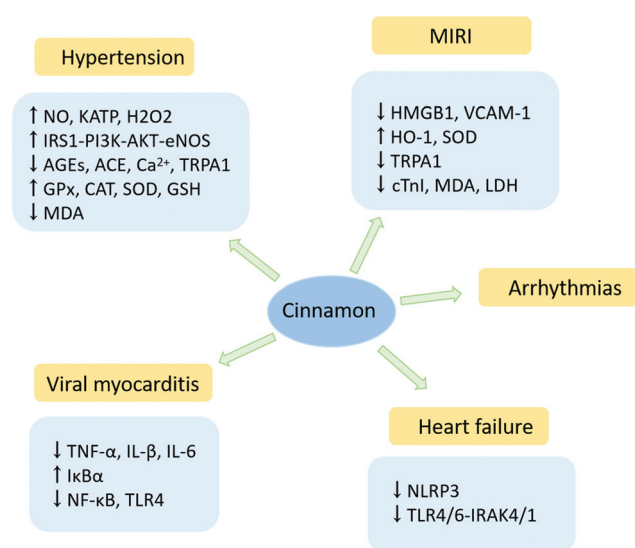 Hypertension
↑ NO, KATP, H2O2
↑ IRS1-PI3K-AKT-eNOS
↓ AGEs, ACE, Ca²⁺, TRPA1
↑ GPx, CAT, SOD, GSH
↓ MDA
MIRI
↓ HMGB1, VCAM-1
↑ HO-1, SOD
↓ TRPA1
↓ cTnI, MDA, LDH
Cinnamon
Arrhythmias
Viral myocarditis
↓ TNF-α, IL-β, IL-6
↑ IκBα
↓ NF-κB, TLR4
Heart failure
↓ NLRP3
↓ TLR4/6-IRAK4/1